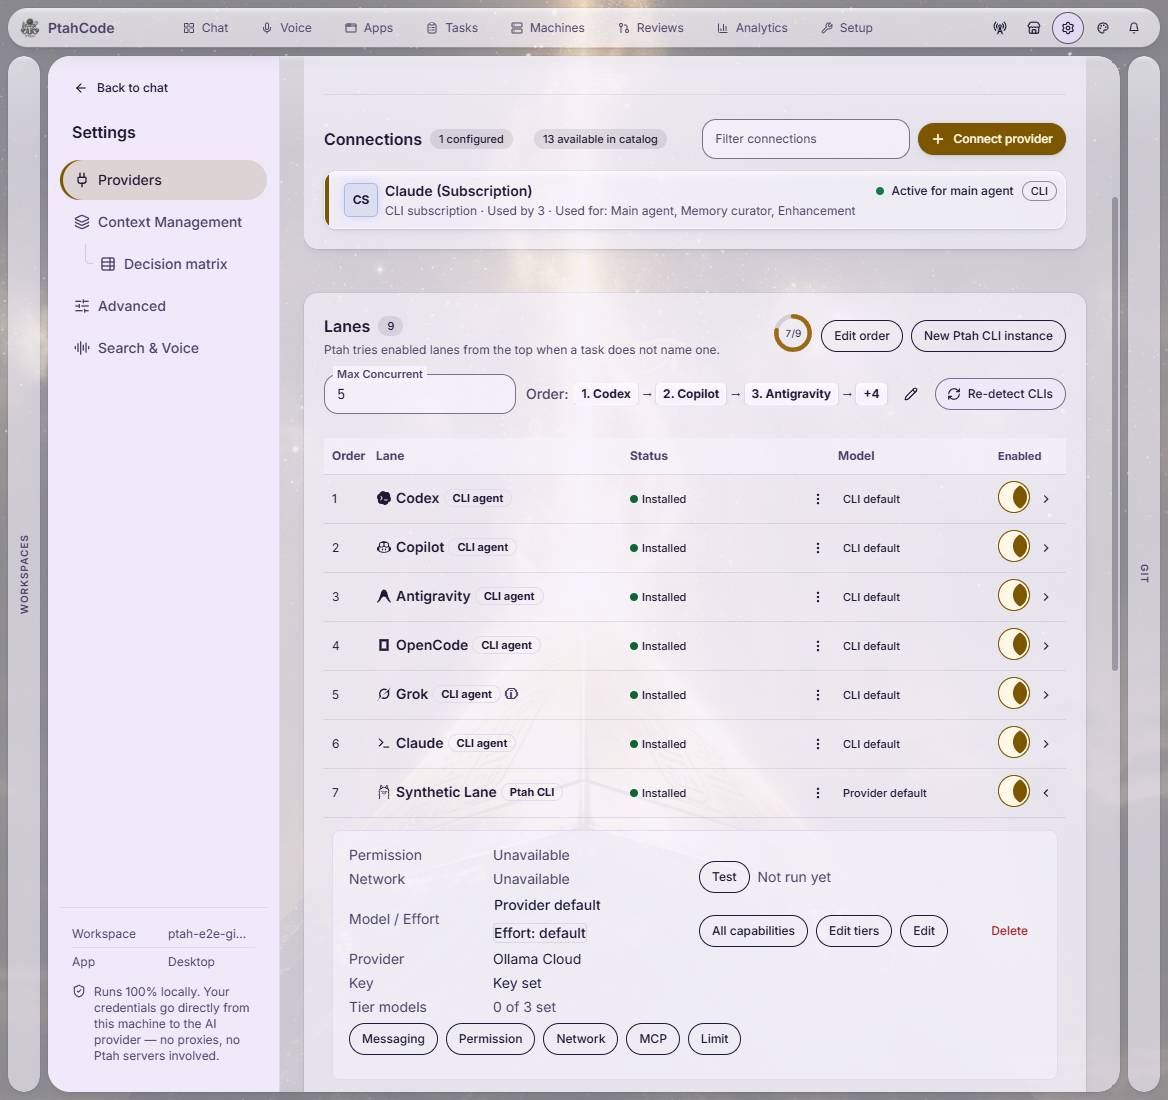 PtahCode
Chat
Voice
Apps
Tasks
Machines
Reviews
Analytics
Setup
WORKSPACES
Back to chat
Settings
Providers
Context Management
Decision matrix
Advanced
Search & Voice
Workspace ptah-e2e-gi...
App Desktop
Runs 100% locally. Your
credentials go directly from
this machine to the AI
provider — no proxies, no
Ptah servers involved.
Connections 1 configured 13 available in catalog Filter connections Connect provider
CS Claude (Subscription) Active for main agent CLI
CLI subscription · Used by 3 · Used for: Main agent, Memory curator, Enhancement
Lanes 9 7/9 Edit order New Ptah CLI instance
Ptah tries enabled lanes from the top when a task does not name one.
Max Concurrent
5 Order: 1. Codex → 2. Copilot → 3. Antigravity → +4 Re-detect CLIs
Order Lane Status Model Enabled
1 Codex CLI agent Installed CLI default
2 Copilot CLI agent Installed CLI default
3 Antigravity CLI agent Installed CLI default
4 OpenCode CLI agent Installed CLI default
5 Grok CLI agent Installed CLI default
6 Claude CLI agent Installed CLI default
7 Synthetic Lane Ptah CLI Installed Provider default
Permission Unavailable
Network Unavailable
Test Not run yet
Provider default
Model / Effort
Effort: default
All capabilities Edit tiers Edit Delete
Provider Ollama Cloud
Key Key set
Tier models 0 of 3 set
Messaging Permission Network MCP Limit
GIT